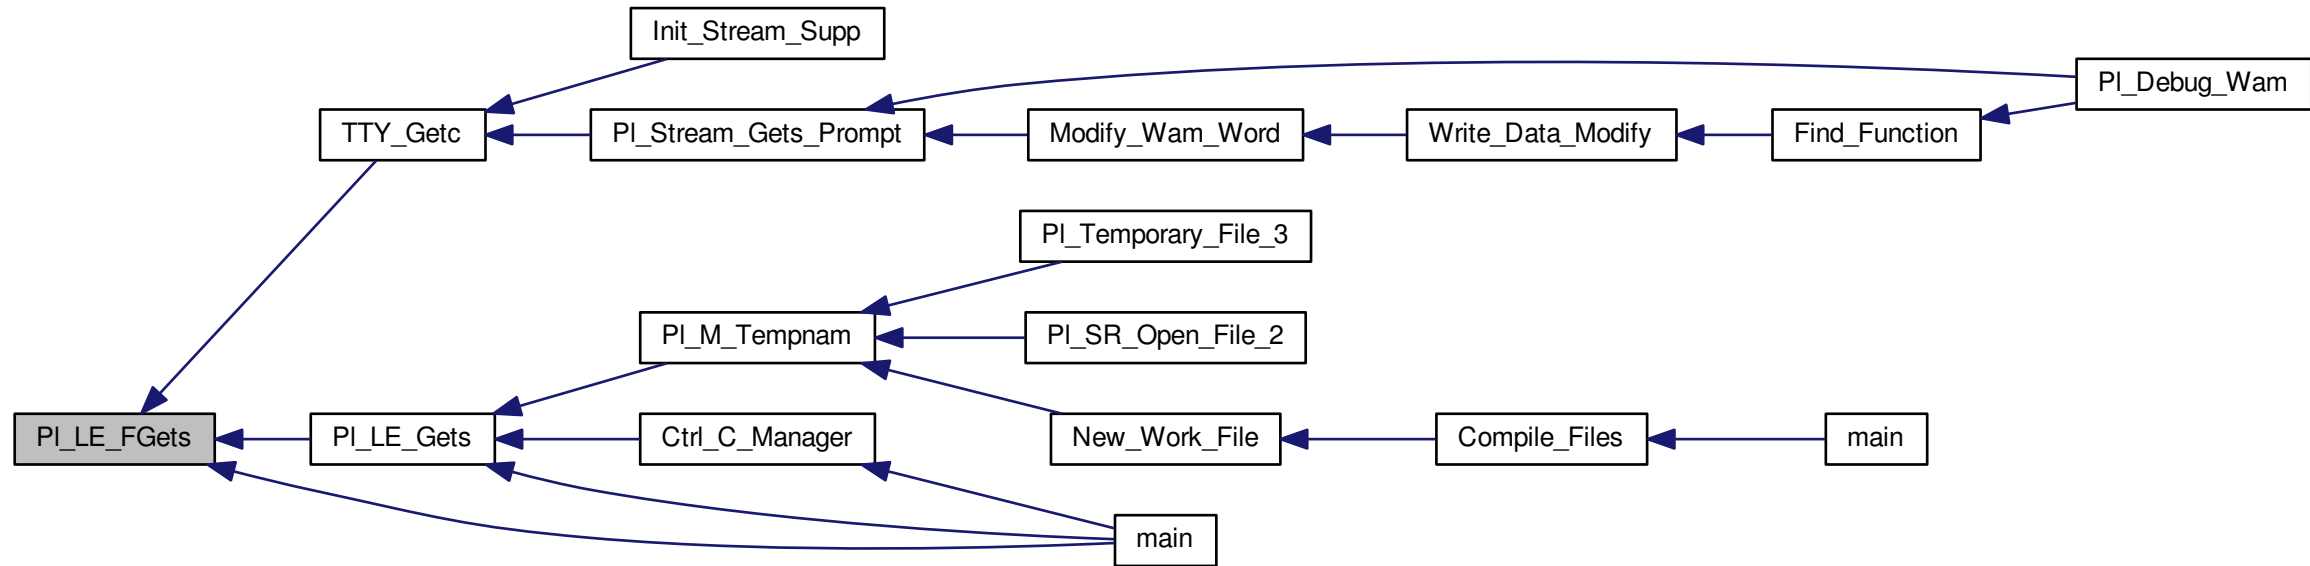 Init_Stream_Supp
Pl_Debug_Wam
TTY_Getc
Pl_Stream_Gets_Prompt
Modify_Wam_Word
Write_Data_Modify
Find_Function
Pl_Temporary_File_3
Pl_M_Tempnam
Pl_SR_Open_File_2
Pl_LE_FGets
Pl_LE_Gets
Ctrl_C_Manager
New_Work_File
Compile_Files
main
main